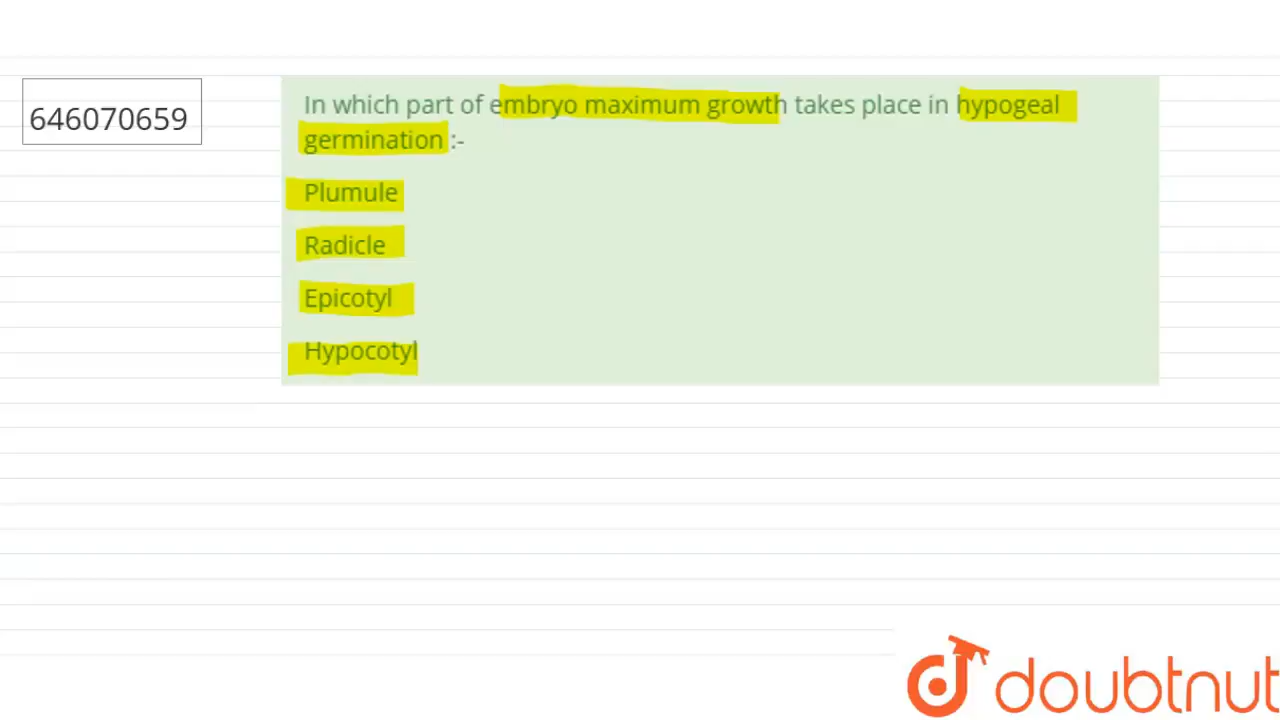 646070659
In which part of embryo maximum growth takes place in hypogeal
germination :-
Plumule
Radicle
Epicotyl
Hypocotyl
doubtnut